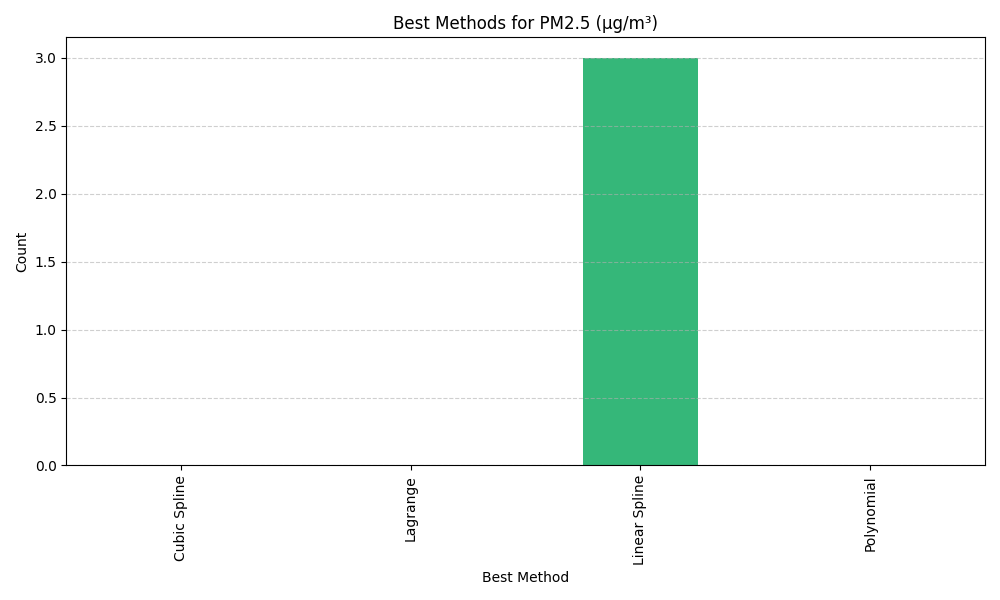 Best Methods for PM2.5 (µg/m³)
3.0
2.5
2.0
1.5
1.0
0.5
0.0
Count
Cubic Spline
Lagrange
Linear Spline
Polynomial
Best Method